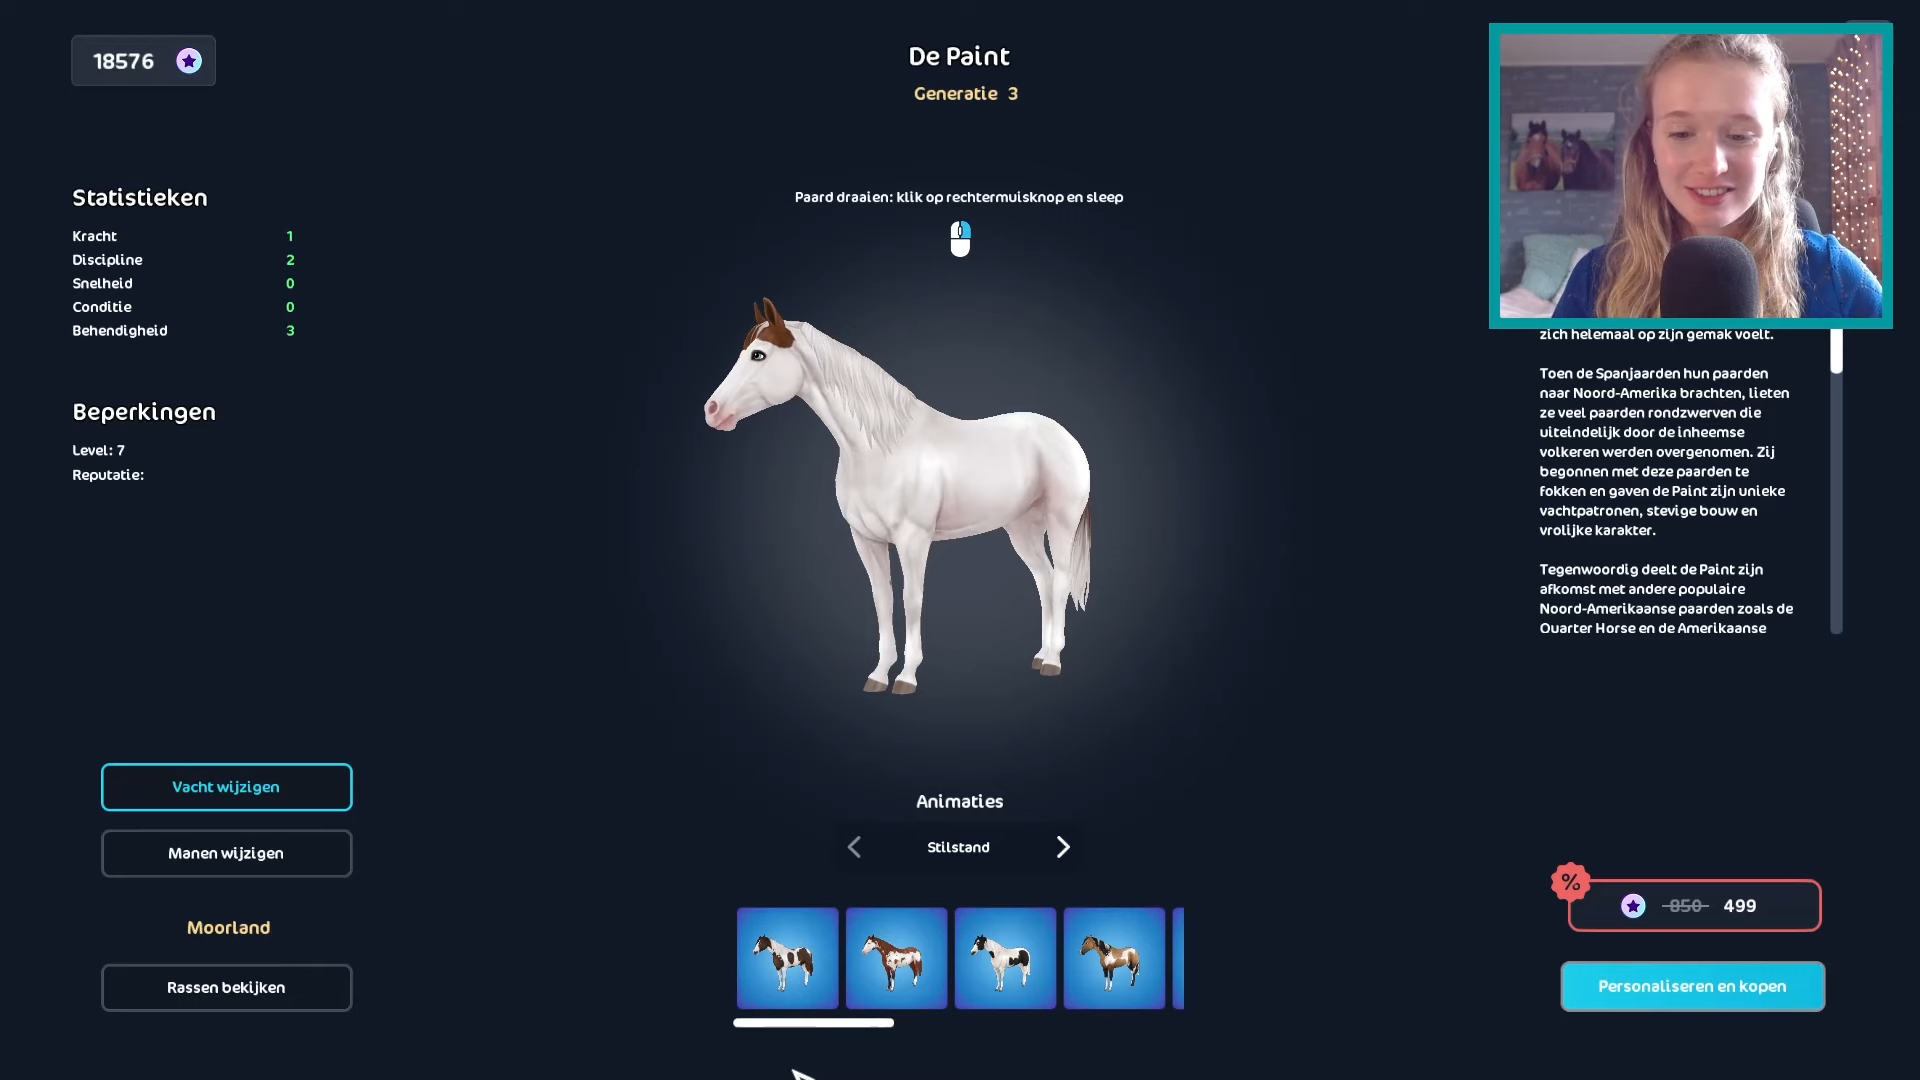 18576
De Paint
Generatie 3
Statistieken
Kracht 1
Discipline 2
Snelheid 0
Conditie 0
Behendigheid 3
Beperkingen
Level: 7
Reputatie:
Paard draaien: klik op rechtermuisknop en sleep
zich helemaal op zijn gemak voelt.
Toen de Spanjaarden hun paarden
naar Noord-Amerika brachten, lieten
ze veel paarden rondzwerven die
uiteindelijk door de inheemse
volkeren werden overgenomen. Zij
begonnen met deze paarden te
fokken en gaven de Paint zijn unieke
vachtpatronen, stevige bouw en
vrolijke karakter.
Tegenwoordig deelt de Paint zijn
afkomst met andere populaire
Noord-Amerikaanse paarden zoals de
Quarter Horse en de Amerikaanse
Vacht wijzigen
Manen wijzigen
Moorland
Rassen bekijken
Animaties
Stilstand
% 850 499
Personaliseren en kopen